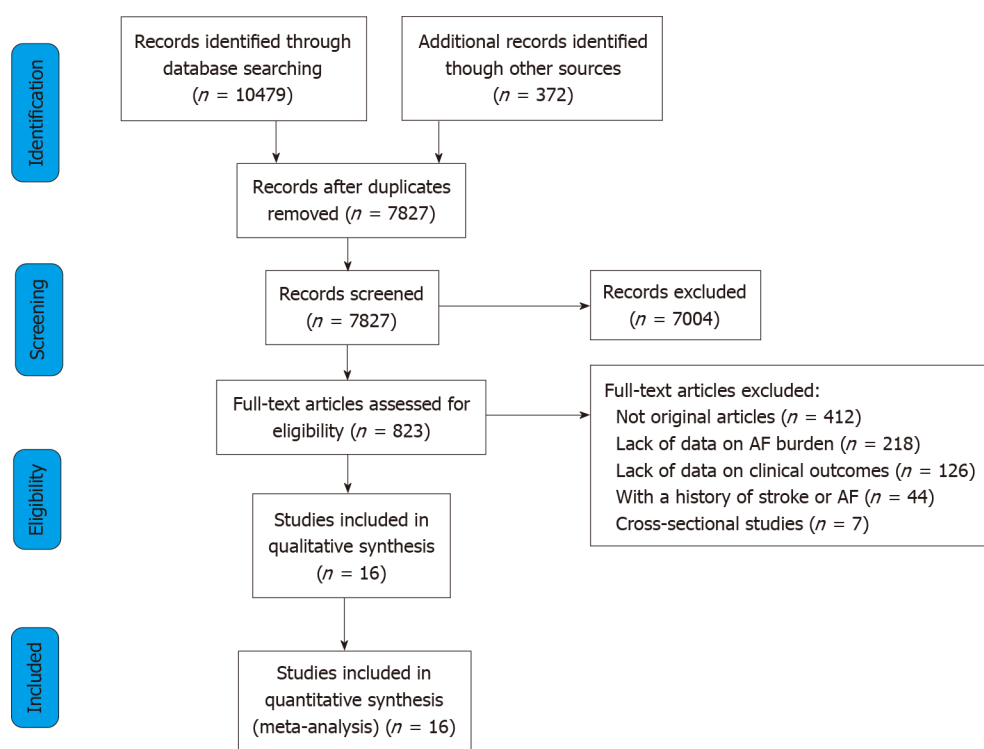 Identification
Records identified through
database searching
(n = 10479)
Additional records identified
though other sources
(n = 372)
Records after duplicates
removed (n = 7827)
Screening
Records screened
(n = 7827)
Records excluded
(n = 7004)
Eligibility
Full-text articles assessed for
eligibility (n = 823)
Full-text articles excluded:
Not original articles (n = 412)
Lack of data on AF burden (n = 218)
Lack of data on clinical outcomes (n = 126)
With a history of stroke or AF (n = 44)
Cross-sectional studies (n = 7)
Studies included in
qualitative synthesis
(n = 16)
Included
Studies included in
quantitative synthesis
(meta-analysis) (n = 16)